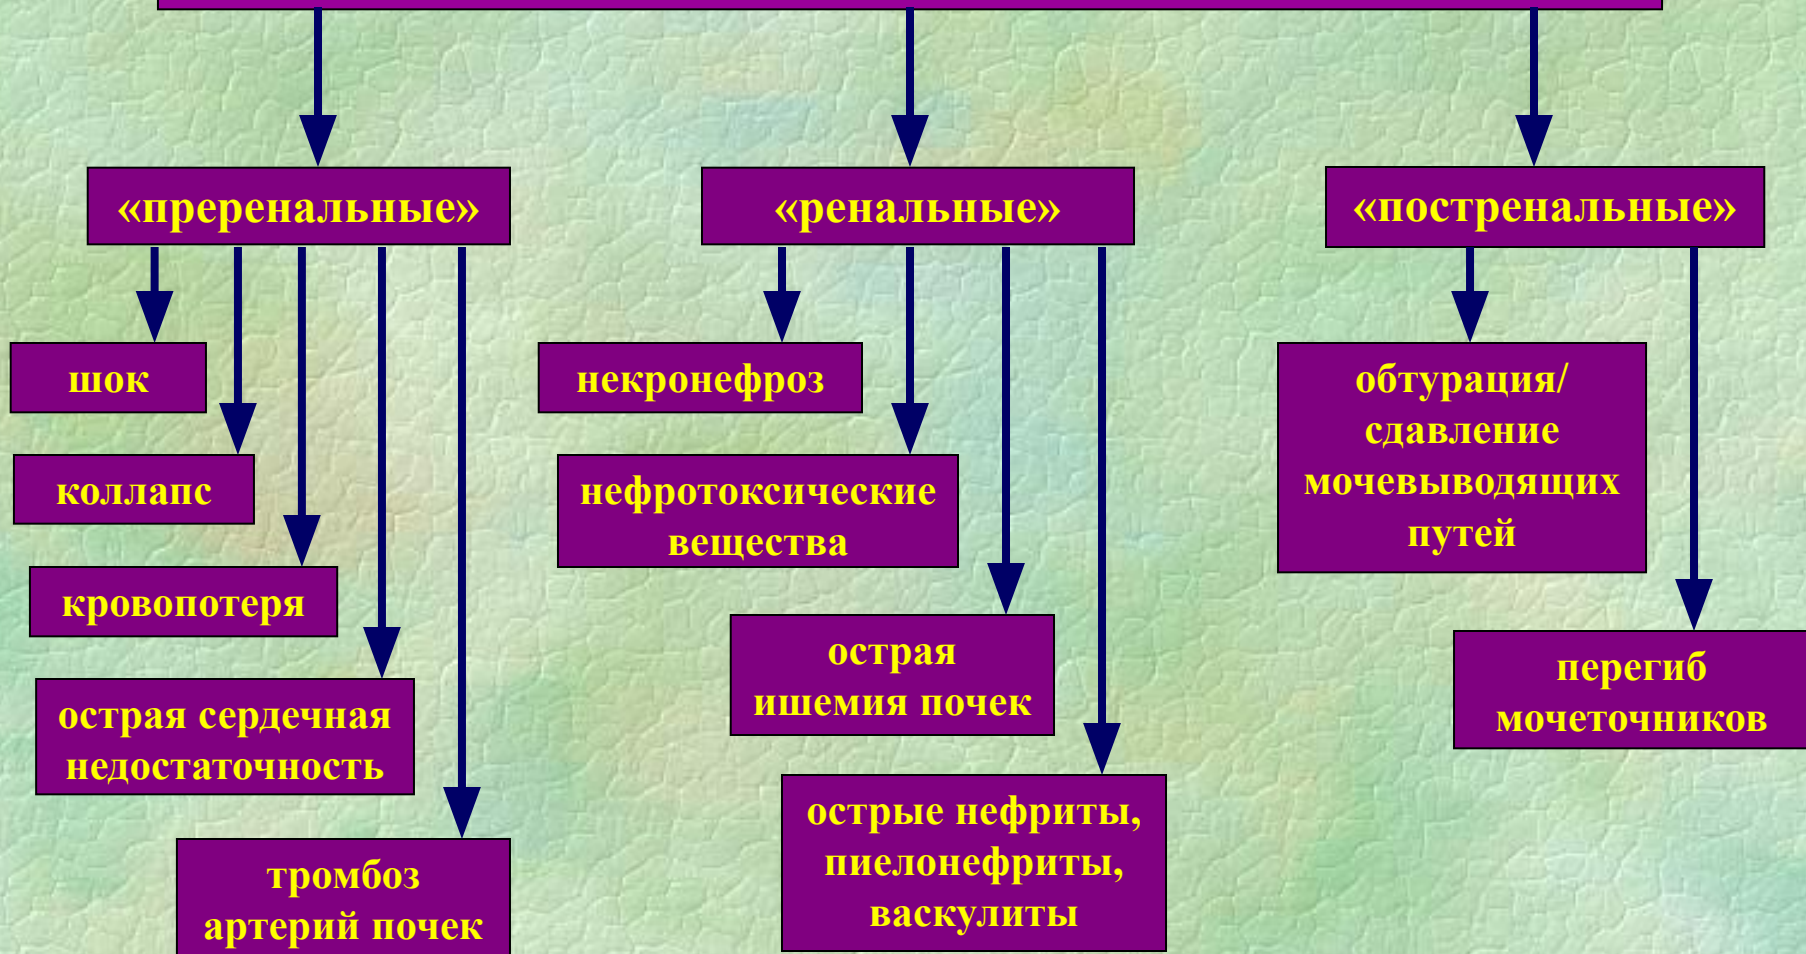 «преренальные»
шок
коллапс
кровопотеря
острая сердечная
недостаточность
тромбоз
артерий почек
«ренальные»
некронефроз
нефротоксические
вещества
острая
ишемия почек
острые нефриты,
пиелонефриты,
васкулиты
«постренальные»
обтурация/
сдавление
мочевыводящих
путей
перегиб
мочеточников